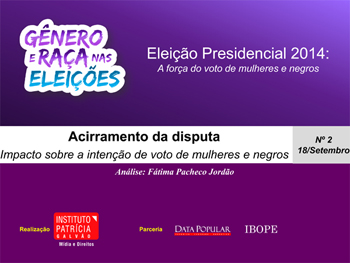 GÊNERO
E RAÇA NAS
ELEIÇÕES
Eleição Presidencial 2014:
A força do voto de mulheres e negros
Acirramento da disputa
Impacto sobre a intenção de voto de mulheres e negros
Nº 2
18/Setembro
Análise: Fátima Pacheco Jordão
Realização
INSTITUTO
PATRÍCIA
GALVÃO
Mídia e Direitos
Parceria
DATA POPULAR
IBOPE